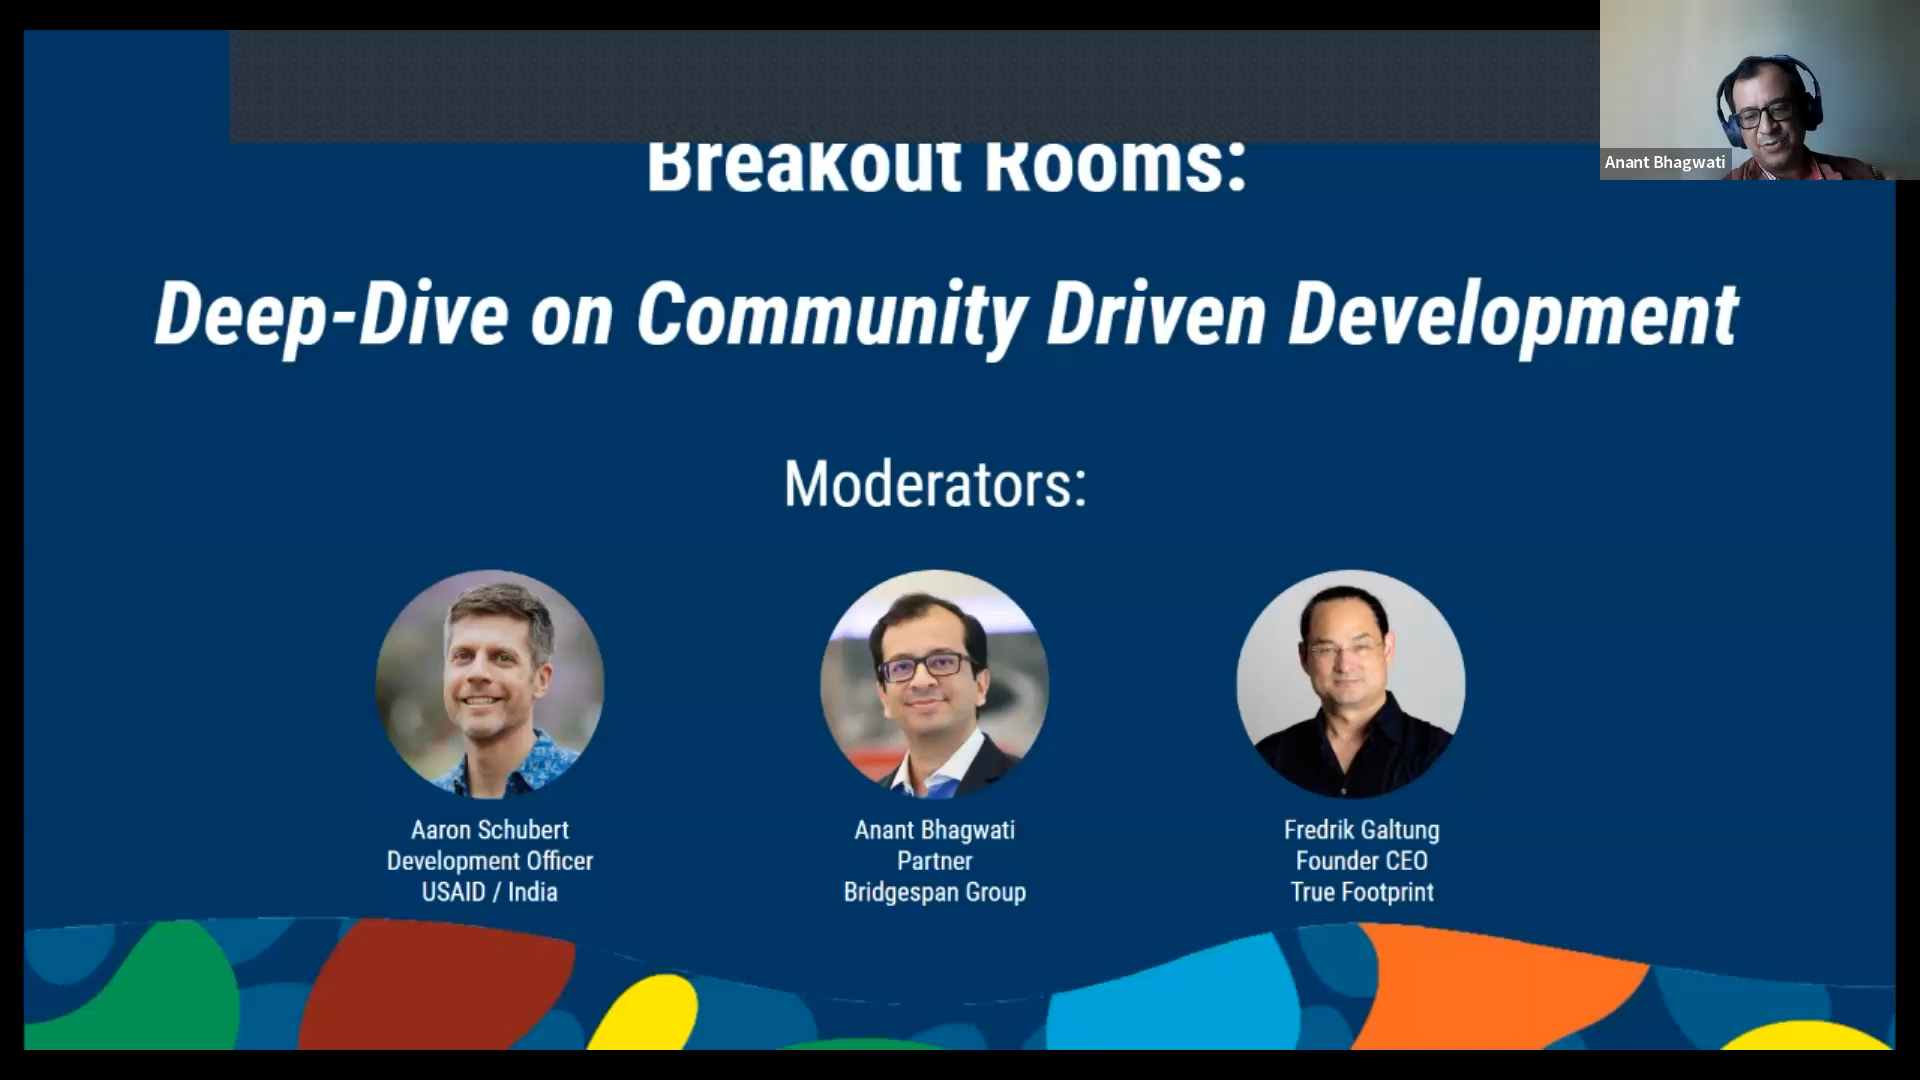 Breakout Rooms:
Anant Bhagwati
Deep-Dive on Community Driven Development
Moderators:
Aaron Schubert
Development Officer
USAID / India
Anant Bhagwati
Partner
Bridgespan Group
Fredrik Galtung
Founder CEO
True Footprint